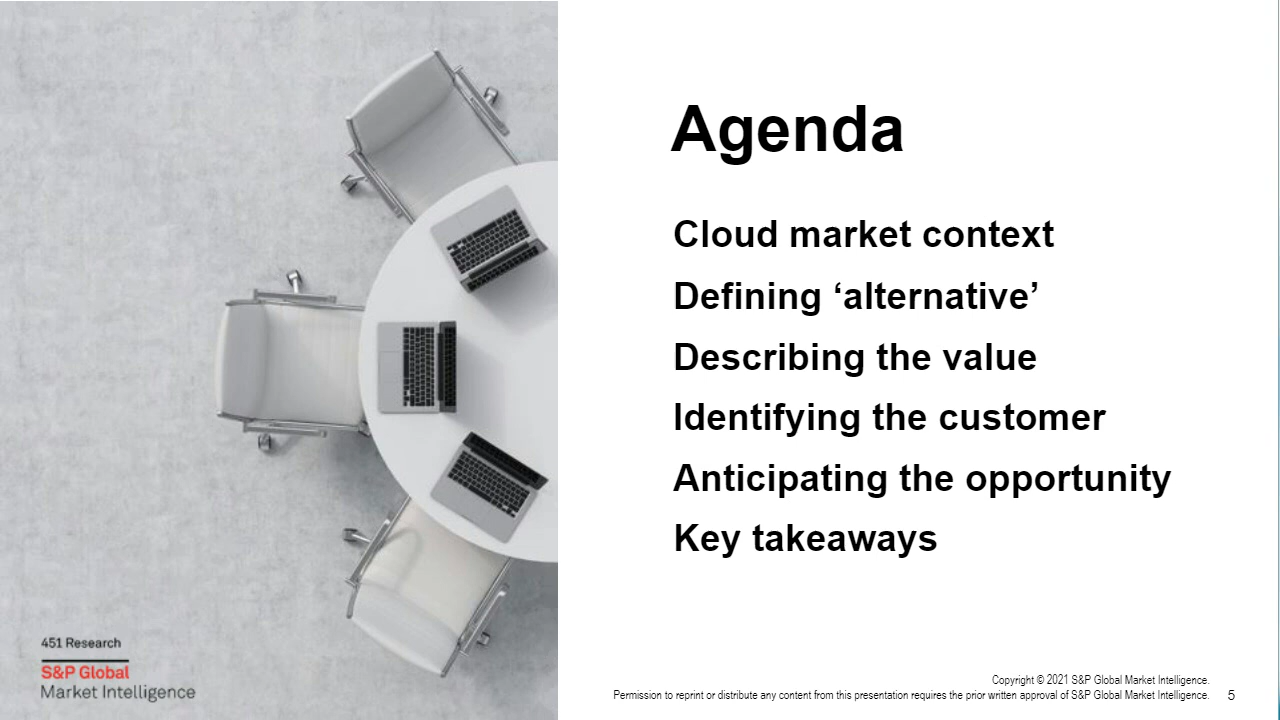 Agenda
Cloud market context
Defining ‘alternative’
Describing the value
Identifying the customer
Anticipating the opportunity
Key takeaways
451 Research
S&P Global
Market Intelligence
Copyright © 2021 S&P Global Market Intelligence.
Permission to reprint or distribute any content from this presentation requires the prior written approval of S&P Global Market Intelligence.
5